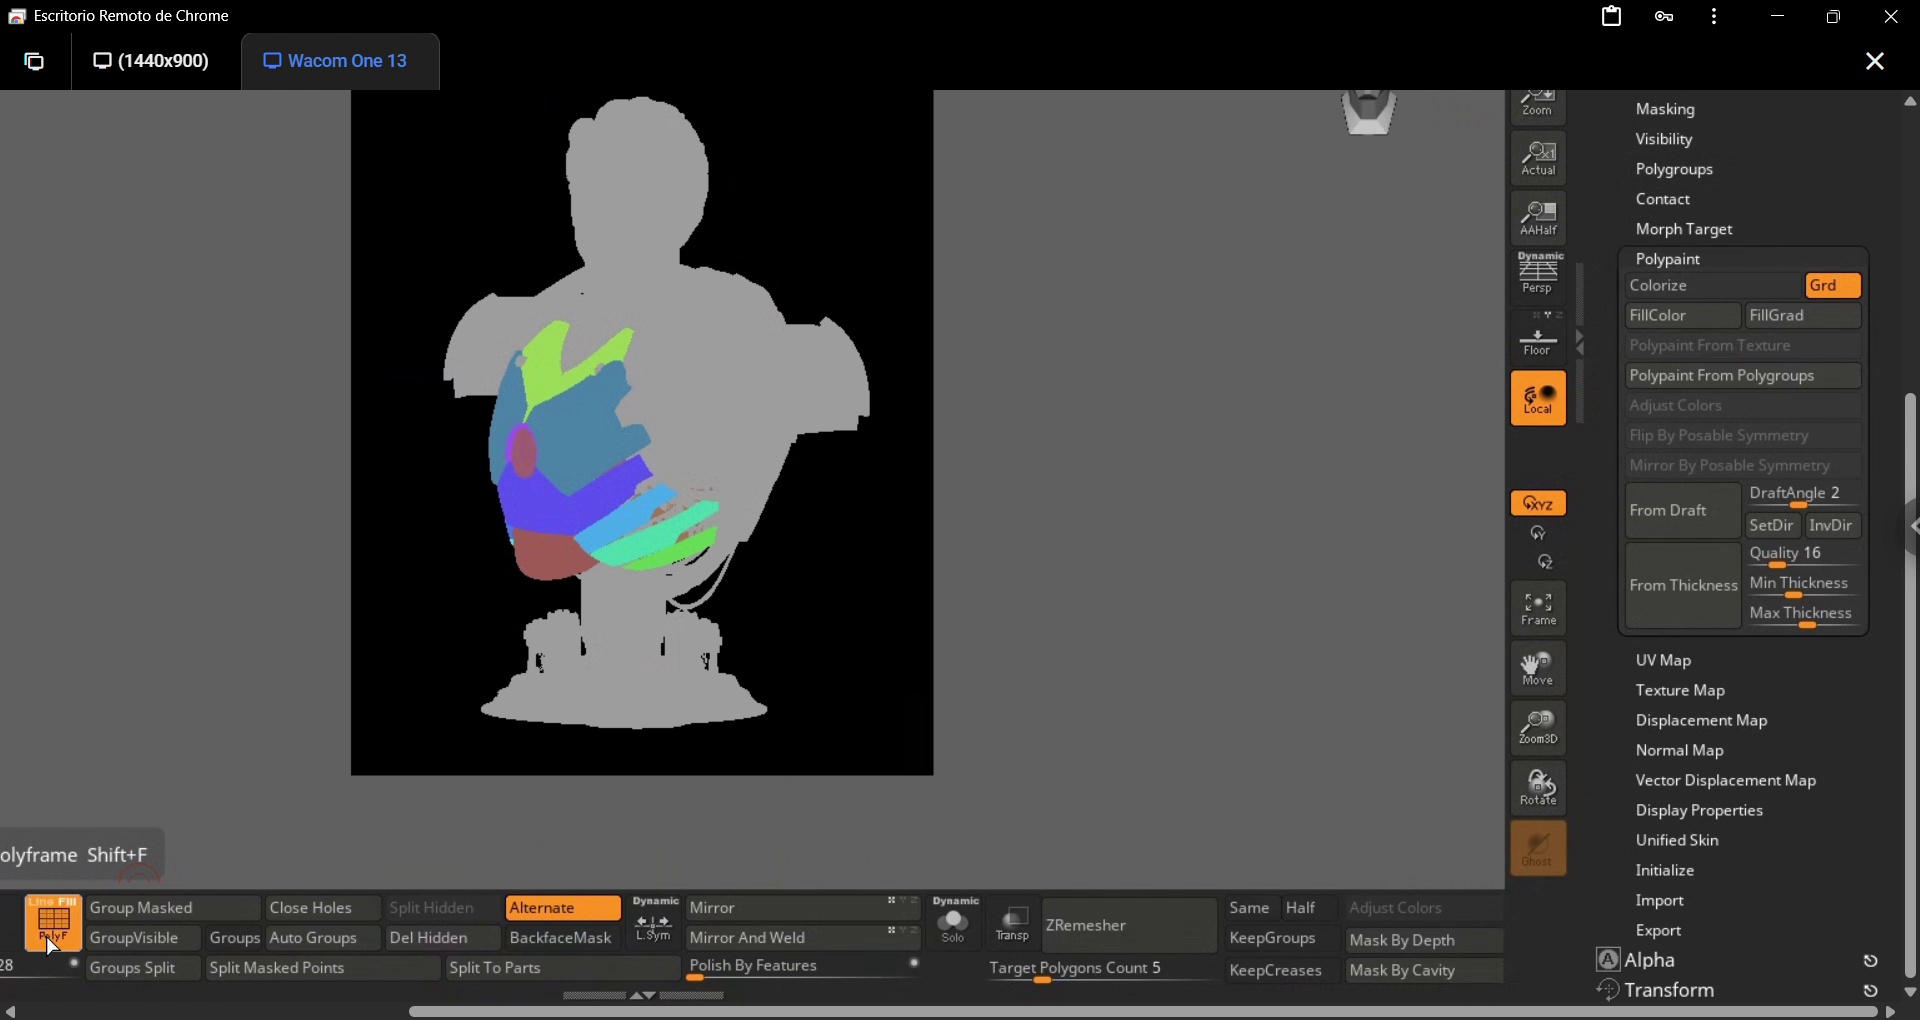 Escritorio Remoto de Chrome
(1440x900)
Wacom One 13
Zoom
Actual
AAHalf
Dynamic
Persp
Floor
Local
XYZ
Y
Z
Frame
Move
Zoom3D
Rotate
Ghost
Masking
Visibility
Polygroups
Contact
Morph Target
Polypaint
Colorize
Grd
FillColor
FillGrad
Polypaint From Texture
Polypaint From Polygroups
Adjust Colors
Flip By Posable Symmetry
Mirror By Posable Symmetry
From Draft
DraftAngle 2
SetDir
InvDir
From Thickness
Quality 16
Min Thickness
Max Thickness
UV Map
Texture Map
Displacement Map
Normal Map
Vector Displacement Map
Display Properties
Unified Skin
Initialize
Import
Export
Alpha
Transform
olyframe Shift+F
Line Fill
PolyF
Group Masked
Close Holes
Split Hidden
Alternate
Dynamic
L.Sym
Mirror
Dynamic
Solo
Transp
ZRemesher
Same
Half
Adjust Colors
GroupVisible
Groups
Auto Groups
Del Hidden
BackfaceMask
Mirror And Weld
KeepGroups
Mask By Depth
28
Groups Split
Split Masked Points
Split To Parts
Polish By Features
Target Polygons Count 5
KeepCreases
Mask By Cavity